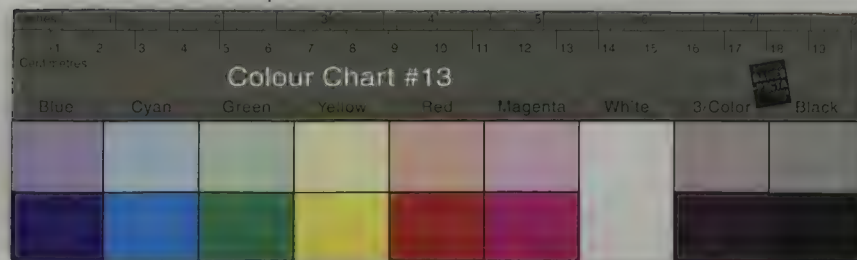 Inches 1 2 3 4 5 6 7
1 2 3 4 5 6 7 8 9 10 11 12 13 14 15 16 17 18 19
Centimetres
Colour Chart #13
Blue Cyan Green Yellow Red Magenta White 3/Color Black